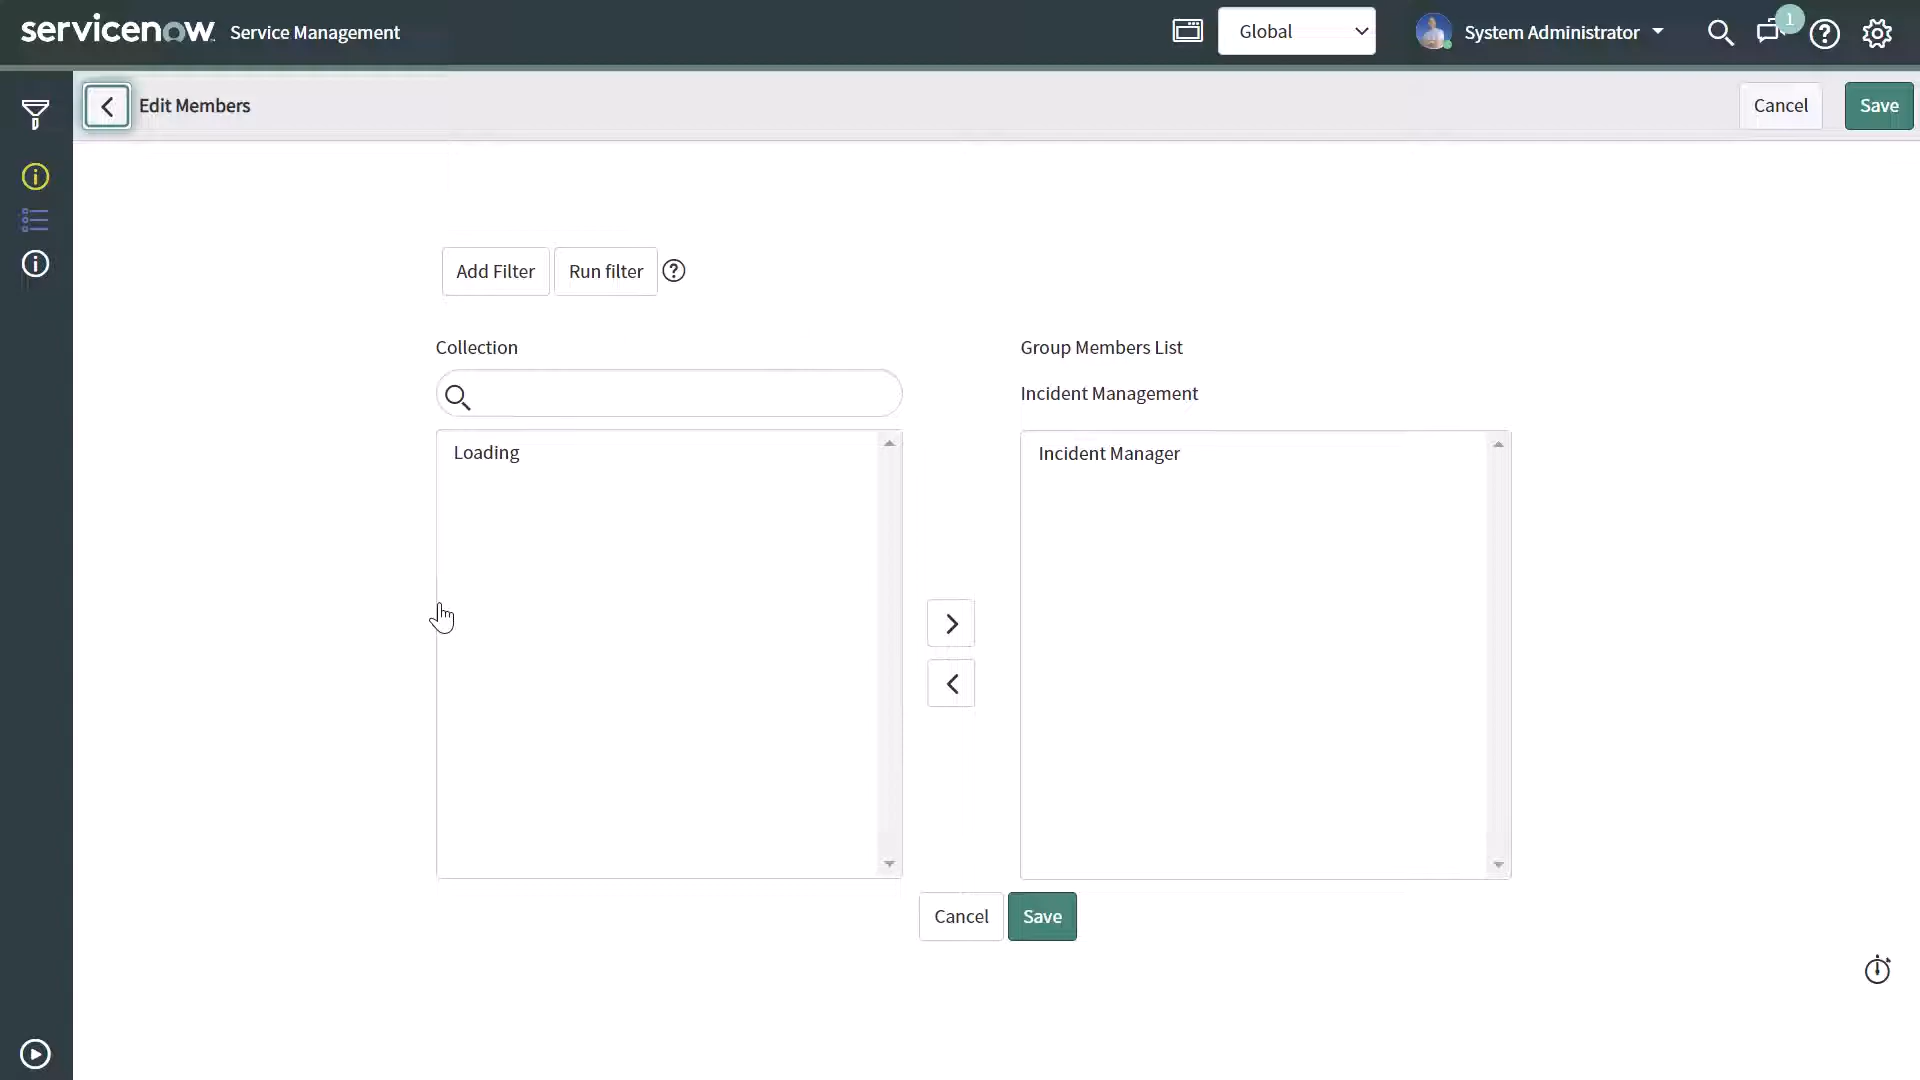 servicenow Service Management
Global
System Administrator
1
Edit Members
Cancel
Save
Add Filter
Run filter
Collection
Group Members List
Incident Management
Loading
Incident Manager
Cancel
Save